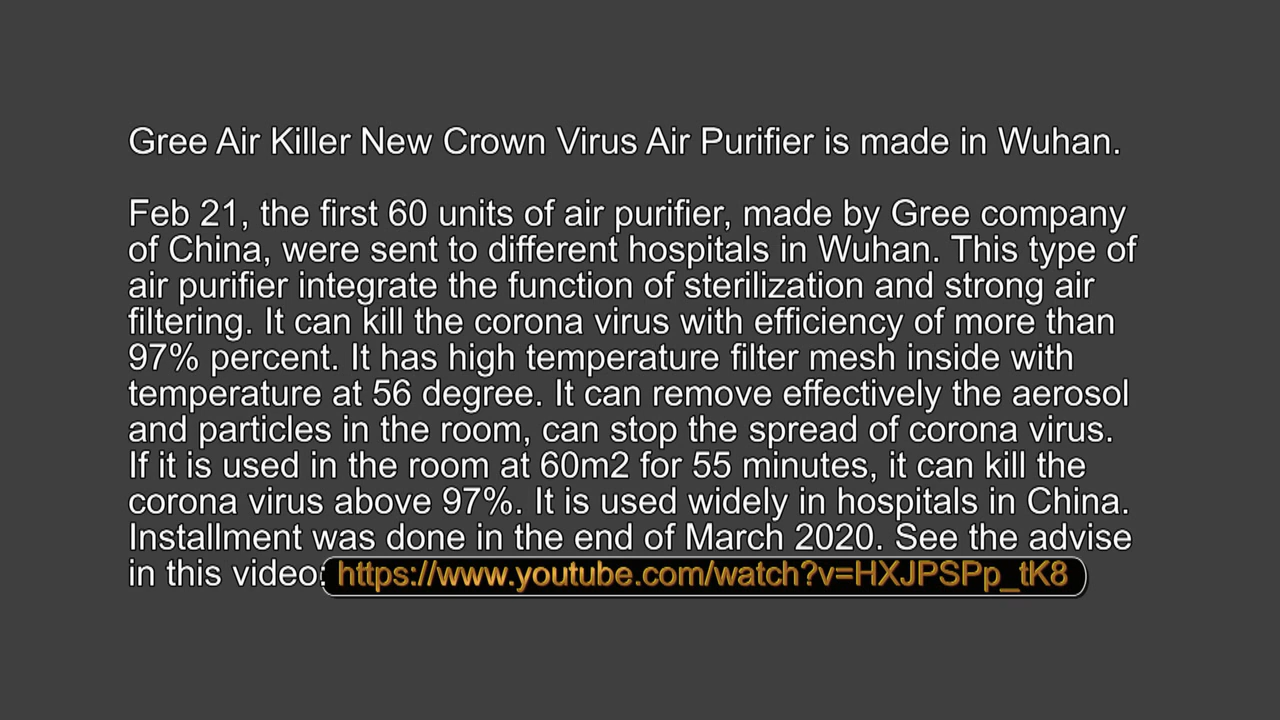 Gree Air Killer New Crown Virus Air Purifier is made in Wuhan.
Feb 21, the first 60 units of air purifier, made by Gree company
of China, were sent to different hospitals in Wuhan. This type of
air purifier integrate the function of sterilization and strong air
filtering. It can kill the corona virus with efficiency of more than
97% percent. It has high temperature filter mesh inside with
temperature at 56 degree. It can remove effectively the aerosol
and particles in the room, can stop the spread of corona virus.
If it is used in the room at 60m2 for 55 minutes, it can kill the
corona virus above 97%. It is used widely in hospitals in China.
Installment was done in the end of March 2020. See the advise
in this video: https://www.youtube.com/watch?v=HXJPSPp_tK8